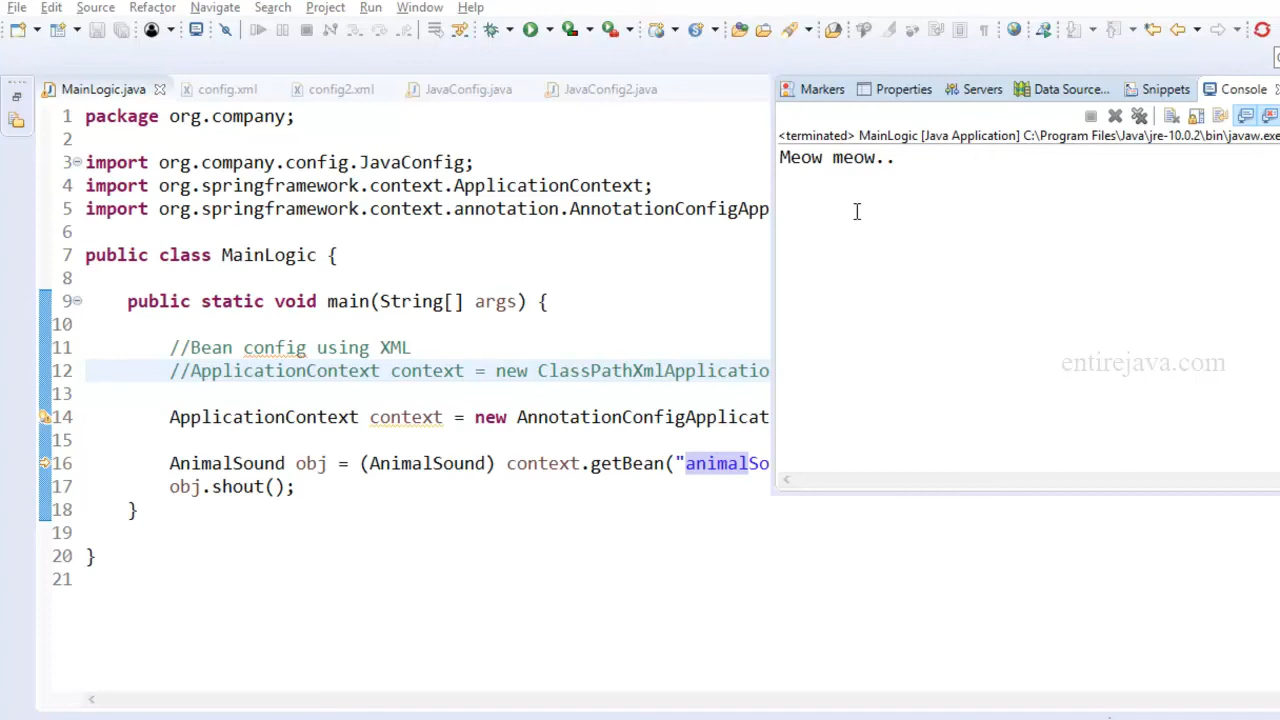 File Edit Source Refactor Navigate Search Project Run Window Help
MainLogic.java config.xml config2.xml JavaConfig.java JavaConfig2.java
Markers Properties Servers Data Source... Snippets Console
<terminated> MainLogic [Java Application] C:\Program Files\Java\jre-10.0.2\bin\javaw.exe
Meow meow..
1 package org.company;
2
3 import org.company.config.JavaConfig;
4 import org.springframework.context.ApplicationContext;
5 import org.springframework.context.annotation.AnnotationConfigApp
6
7 public class MainLogic {
8
9 public static void main(String[] args) {
10
11 //Bean config using XML
12 //ApplicationContext context = new ClassPathXmlApplicatio
13
14 ApplicationContext context = new AnnotationConfigApplicat
15
16 AnimalSound obj = (AnimalSound) context.getBean("animalSo
17 obj.shout();
18 }
19
20 }
21
entirejava.com